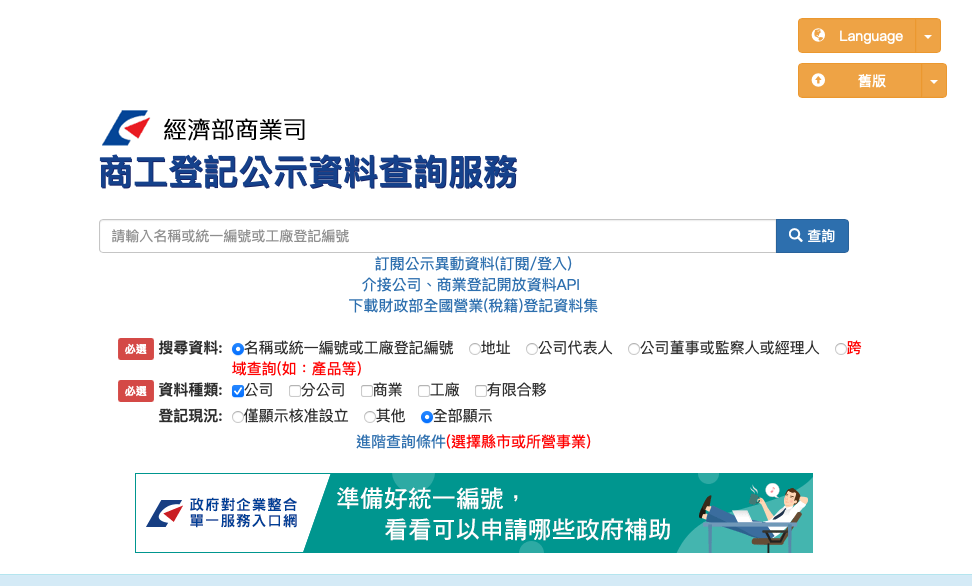 Language
舊版
經濟部商業司
商工登記公示資料查詢服務
請輸入名稱或統一編號或工廠登記編號
查詢
訂閱公示異動資料(訂閱/登入)
介接公司、商業登記開放資料API
下載財政部全國營業(稅籍)登記資料集
必選 搜尋資料: 名稱或統一編號或工廠登記編號 地址 公司代表人 公司董事或監察人或經理人 跨
域查詢(如：產品等)
必選 資料種類: 公司 分公司 商業 工廠 有限合夥
登記現況: 僅顯示核准設立 其他 全部顯示
進階查詢條件(選擇縣市或所營事業)
政府對企業整合
單一服務入口網
準備好統一編號，
看看可以申請哪些政府補助